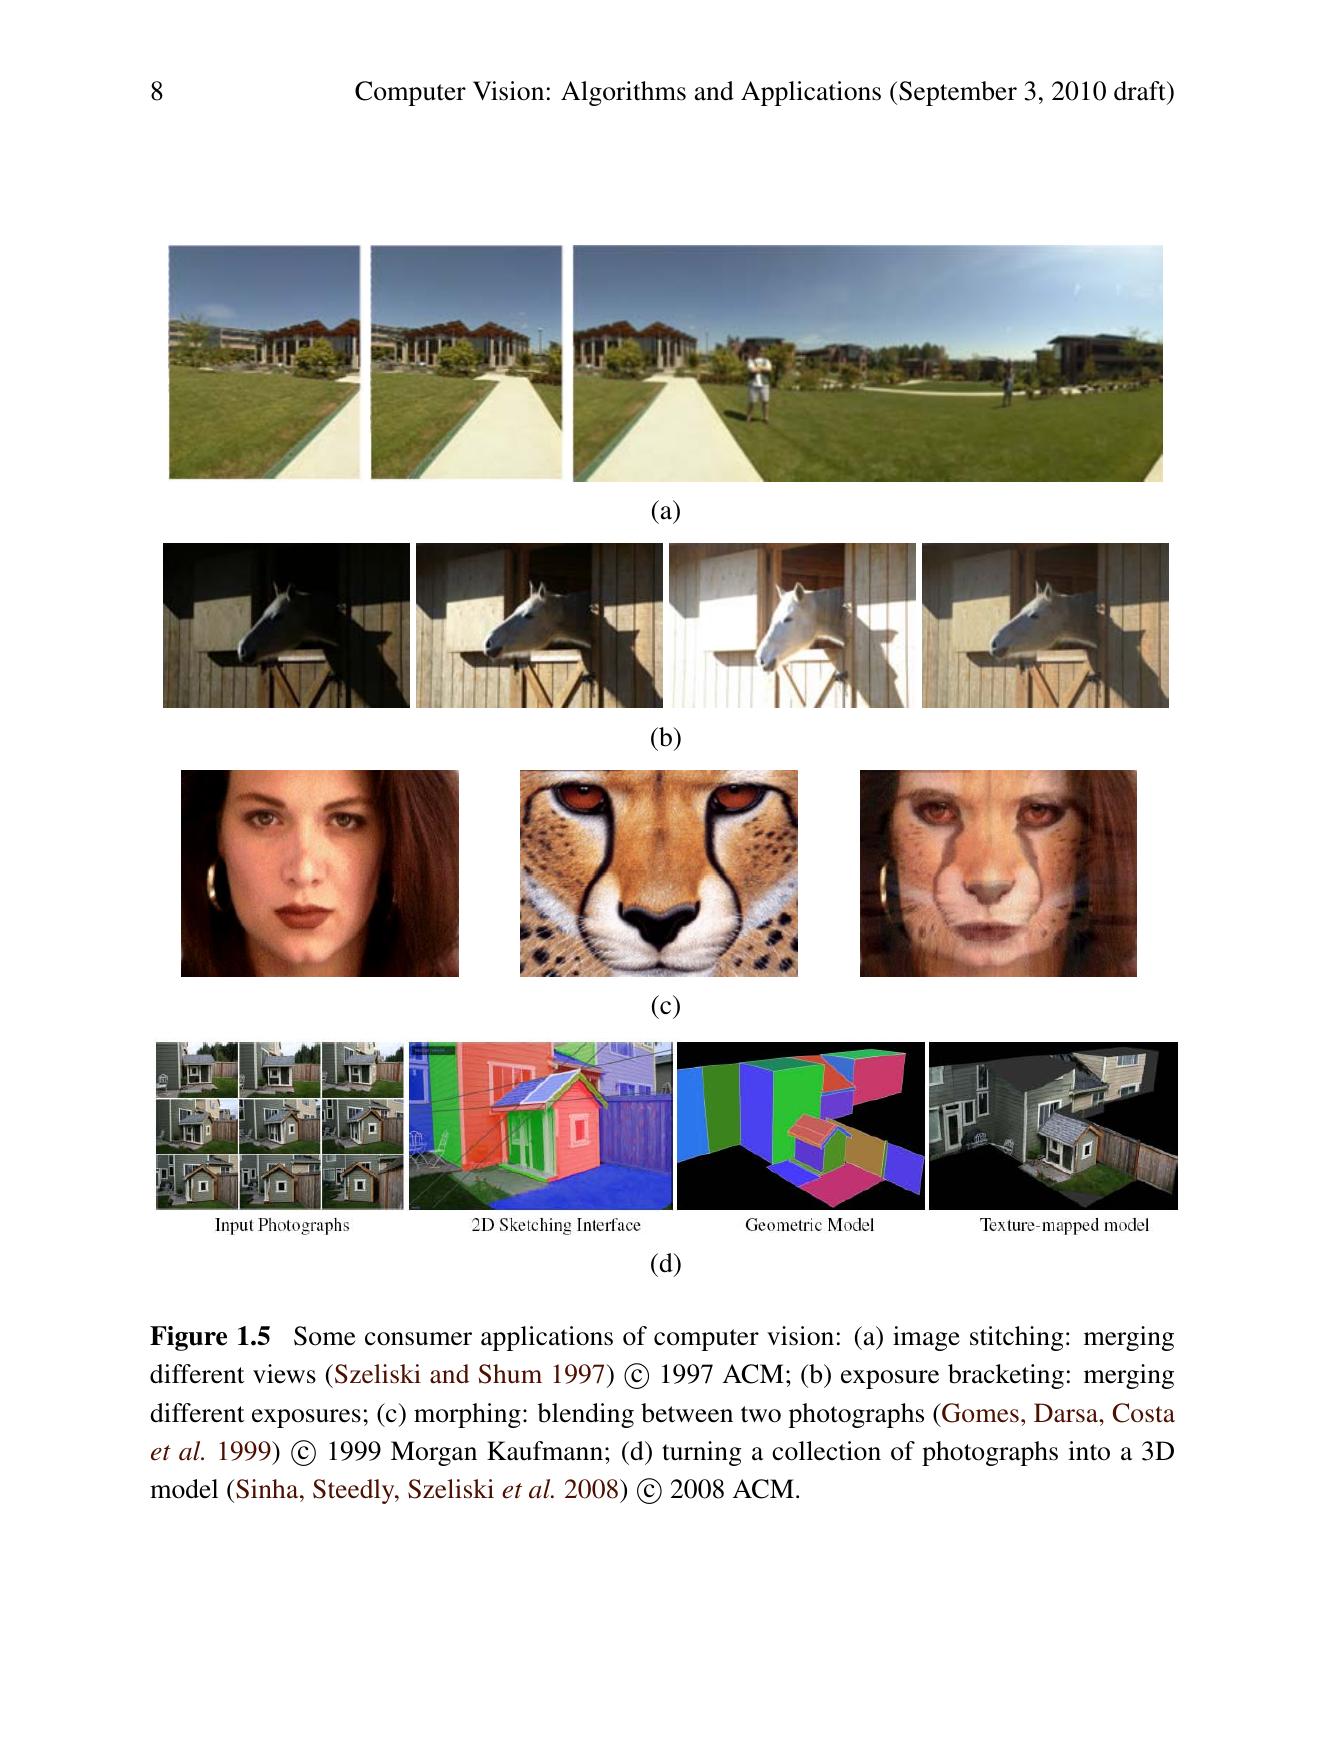 8 Computer Vision: Algorithms and Applications (September 3, 2010 draft)
(a)
(b)
(c)
Input Photographs 2D Sketching Interface Geometric Model Texture-mapped model
(d)
Figure 1.5 Some consumer applications of computer vision: (a) image stitching: merging
different views (Szeliski and Shum 1997) © 1997 ACM; (b) exposure bracketing: merging
different exposures; (c) morphing: blending between two photographs (Gomes, Darsa, Costa
et al. 1999) © 1999 Morgan Kaufmann; (d) turning a collection of photographs into a 3D
model (Sinha, Steedly, Szeliski et al. 2008) © 2008 ACM.